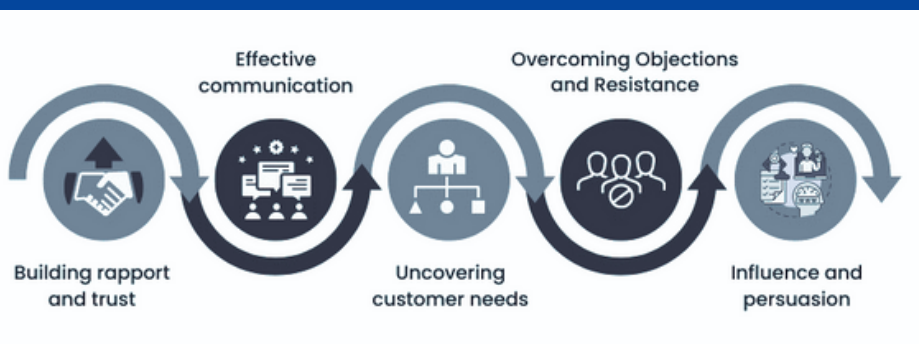 Effective
communication
Overcoming Objections
and Resistance
Building rapport
and trust
Uncovering
customer needs
Influence and
persuasion